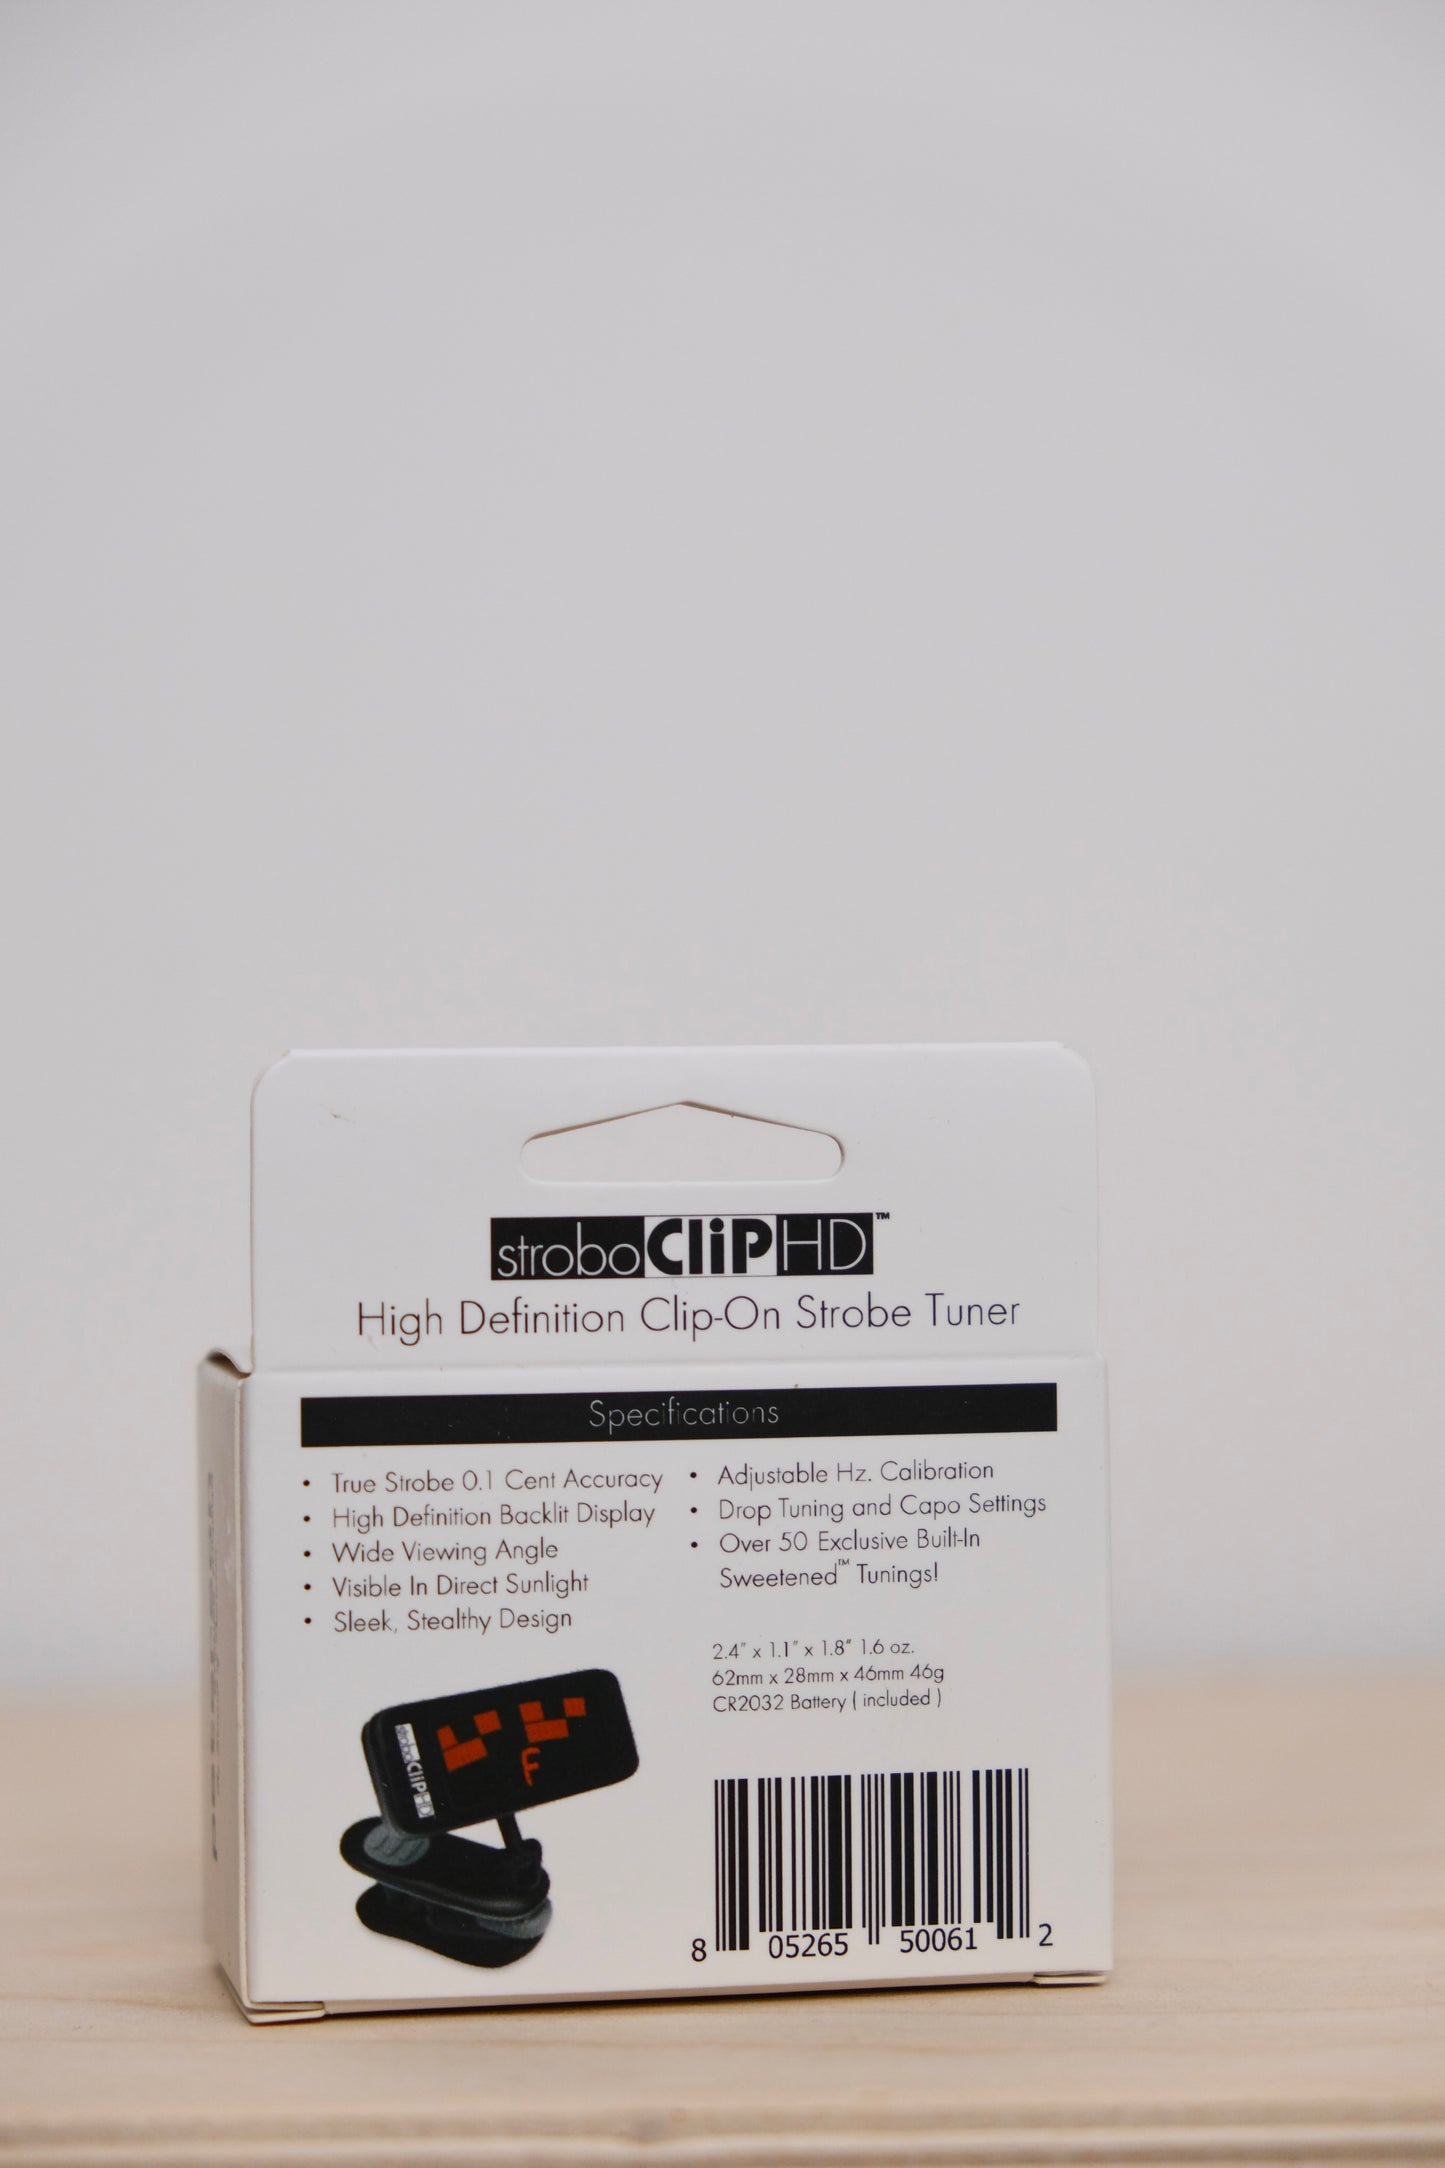 stroboCliPHD™
High Definition Clip-On Strobe Tuner
Specifications
• True Strobe 0.1 Cent Accuracy
• High Definition Backlit Display
• Wide Viewing Angle
• Visible In Direct Sunlight
• Sleek, Stealthy Design
• Adjustable Hz. Calibration
• Drop Tuning and Capo Settings
• Over 50 Exclusive Built-In
Sweetened™ Tunings!
2.4" x 1.1" x 1.8" 1.6 oz.
62mm x 28mm x 46mm 46g
CR2032 Battery ( included )
stroboCliPHD
F
8 05265 50061 2